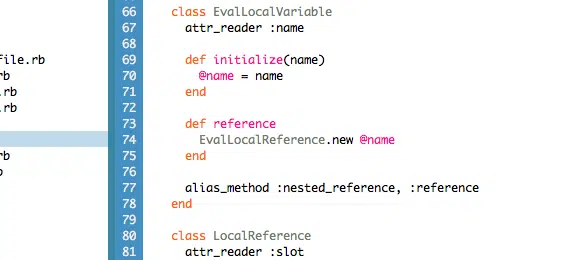 file.rb
rb
.rb
.rb
rb
66 class EvalLocalVariable
67 attr_reader :name
68
69 def initialize(name)
70 @name = name
71 end
72
73 def reference
74 EvalLocalReference.new @name
75 end
76
77 alias_method :nested_reference, :reference
78 end
79
80 class LocalReference
81 attr_reader :slot